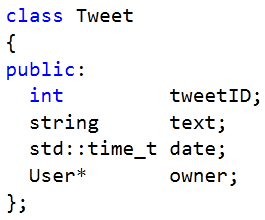 class Tweet
{
public:
  int         tweetID;
  string      text;
  std::time_t date;
  User*       owner;
};